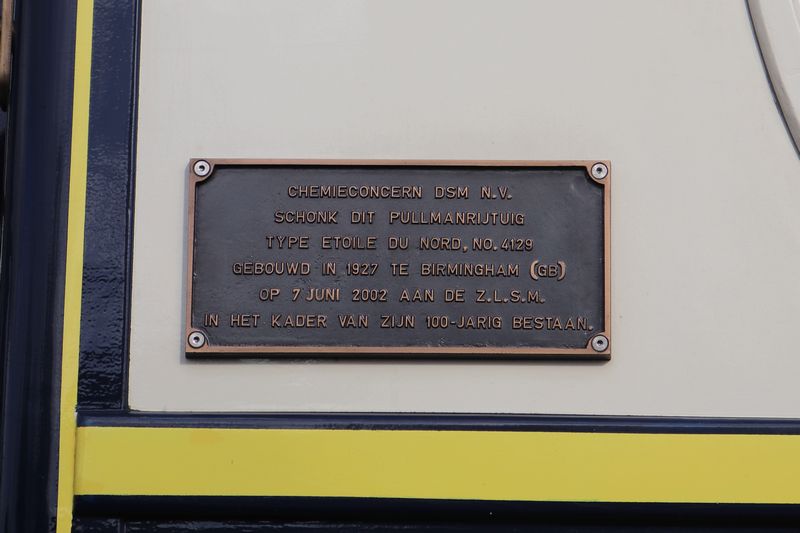 CHEMIECONCERN DSM N.V.
SCHONK DIT PULLMANRIJTUIG
TYPE ETOILE DU NORD, NO. 4129
GEBOUWD IN 1927 TE BIRMINGHAM (GB)
OP 7 JUNI 2002 AAN DE Z.L.S.M.
IN HET KADER VAN ZIJN 100-JARIG BESTAAN.